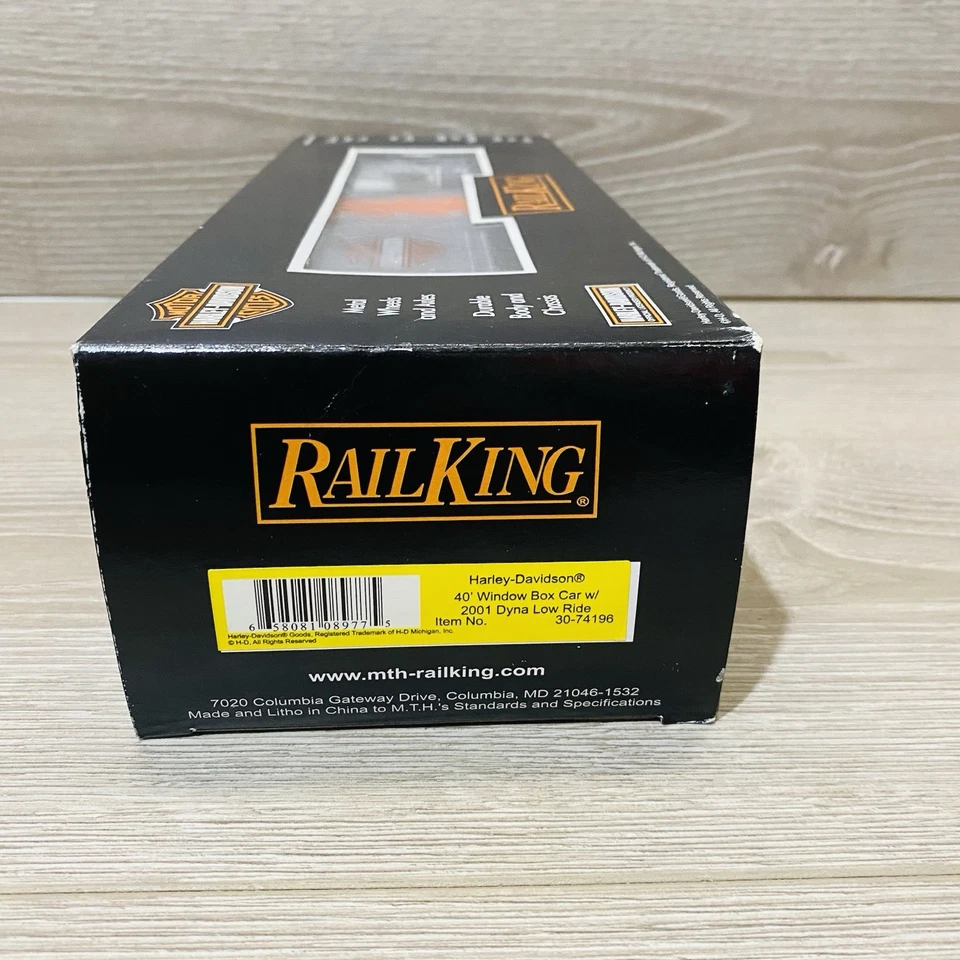 RAILKING
HARLEY-DAVIDSON
Metal
Wheels
and Axles
Durable
Body and
Chassis
RAILKING®
Harley-Davidson®
40' Window Box Car w/
2001 Dyna Low Ride
Item No. 30-74196
6 58081 08977 5
Harley-Davidson® Goods, Registered Trademark of H-D Michigan, Inc.
© H-D, All Rights Reserved
www.mth-railking.com
7020 Columbia Gateway Drive, Columbia, MD 21046-1532
Made and Litho in China to M.T.H.'s Standards and Specifications